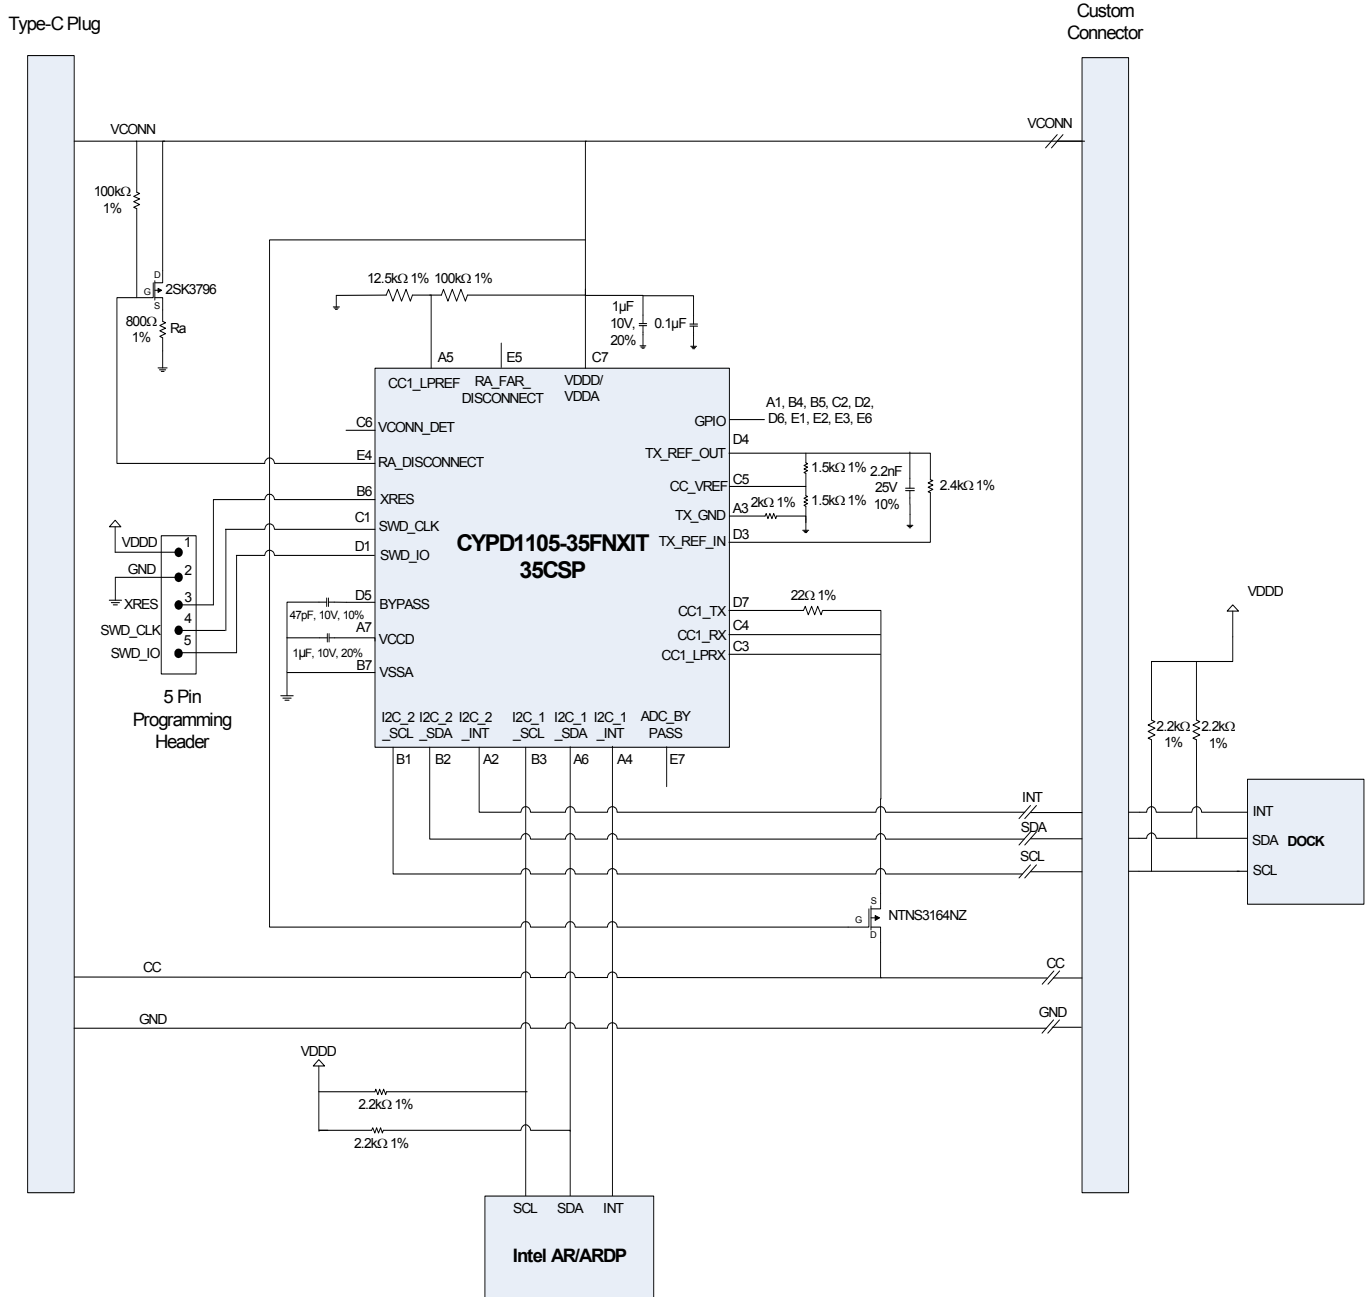 Type-C Plug
Custom
Connector
VCONN
VCONN
100kΩ
1%
D
G
S
2SK3796
800Ω
1%
Ra
12.5kΩ 1%
100kΩ 1%
1µF
10V,
20%
0.1µF
A5
E5
C7
CC1_LPREF
RA_FAR_
DISCONNECT
VDDD/
VDDA
C6
VCONN_DET
E4
RA_DISCONNECT
B6
XRES
C1
SWD_CLK
D1
SWD_IO
GPIO
A1, B4, B5, C2, D2,
D6, E1, E2, E3, E6
D4
TX_REF_OUT
C5
CC_VREF
A3
TX_GND
D3
TX_REF_IN
1.5kΩ 1%
1.5kΩ 1%
2kΩ 1%
2.2nF
25V
10%
2.4kΩ 1%
CYPD1105-35FNXIT
35CSP
VDDD
1
GND
2
XRES
3
SWD_CLK
4
SWD_IO
5
5 Pin
Programming
Header
D5
BYPASS
47pF, 10V, 10%
A7
VCCD
1µF, 10V, 20%
B7
VSSA
D7
CC1_TX
22Ω 1%
C4
CC1_RX
C3
CC1_LPRX
I2C_2
_SCL
I2C_2
_SDA
I2C_2
_INT
I2C_1
_SCL
I2C_1
_SDA
I2C_1
_INT
ADC_BY
PASS
B1
B2
A2
B3
A6
A4
E7
VDDD
2.2kΩ
1%
2.2kΩ
1%
INT
SDA
SCL
INT
SDA
SCL
DOCK
S
G
D
NTNS3164NZ
CC
CC
GND
GND
VDDD
2.2kΩ 1%
2.2kΩ 1%
SCL
SDA
INT
Intel AR/ARDP